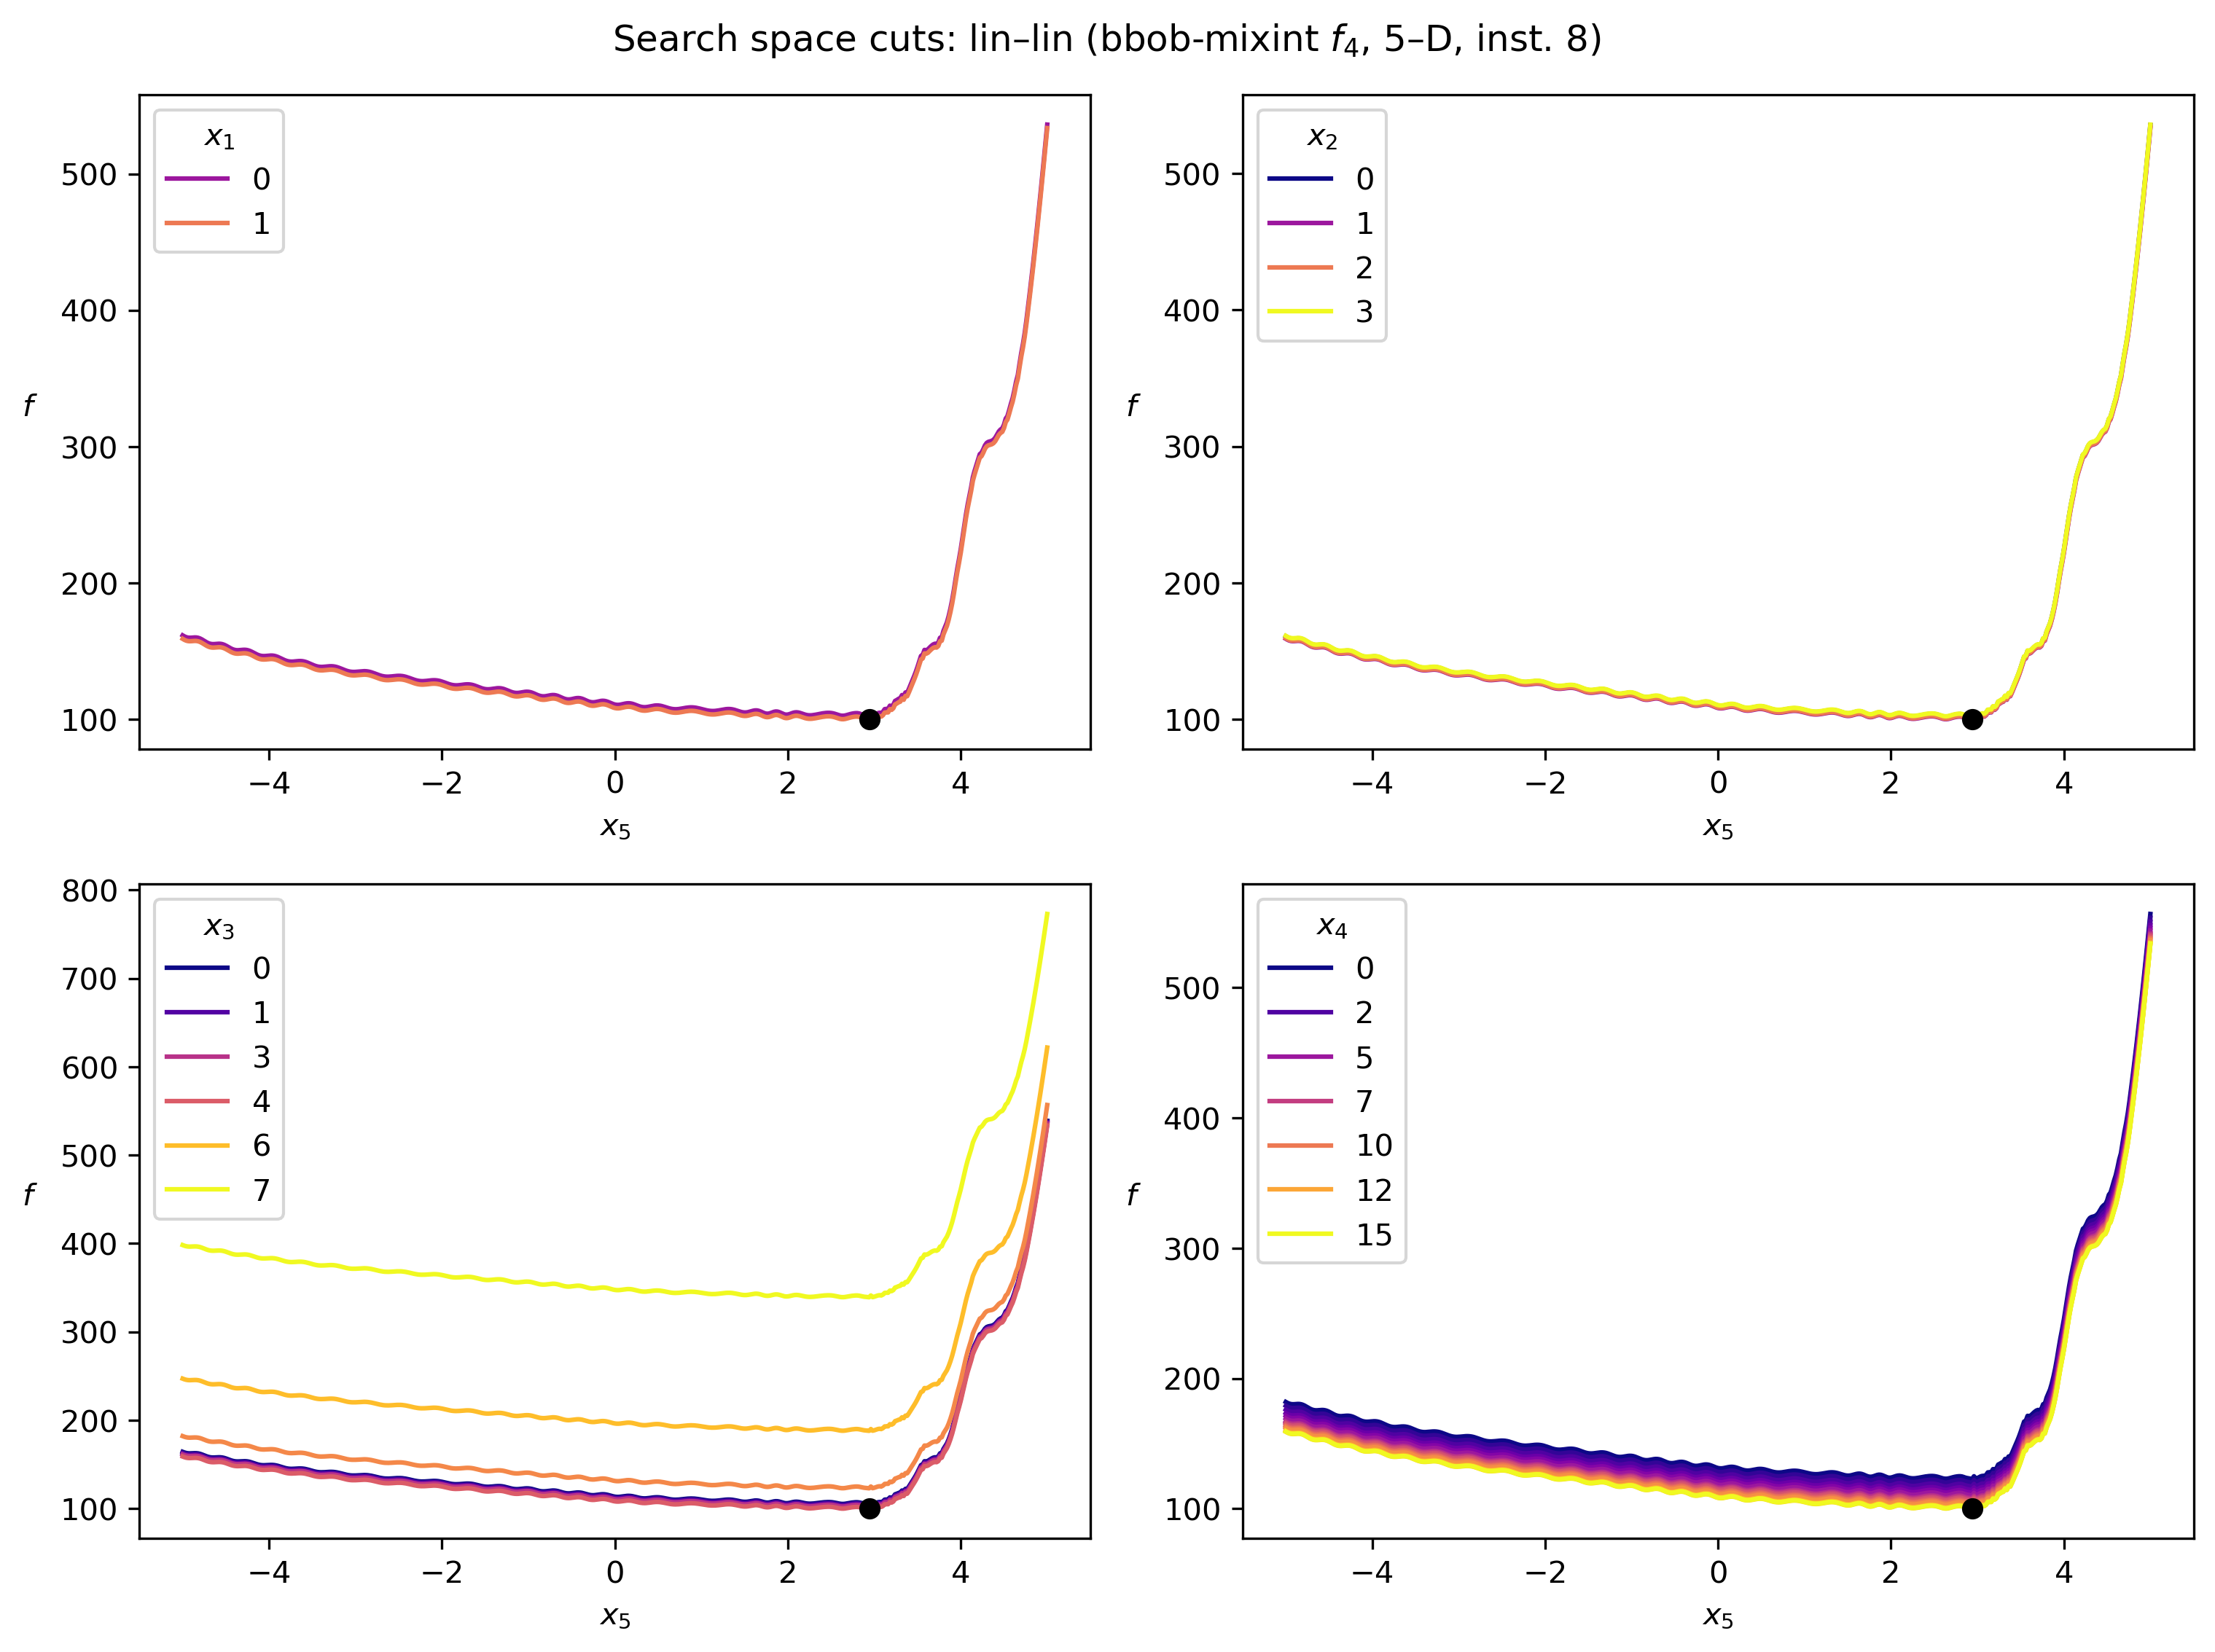 Search space cuts: lin–lin (bbob-mixint f₄, 5–D, inst. 8)
x₁
0
1
500
400
300
200
100
f
−4 −2 0 2 4
x₅
x₂
0
1
2
3
500
400
300
200
100
f
−4 −2 0 2 4
x₅
x₃
0
1
3
4
6
7
800
700
600
500
400
300
200
100
f
−4 −2 0 2 4
x₅
x₄
0
2
5
7
10
12
15
500
400
300
200
100
f
−4 −2 0 2 4
x₅